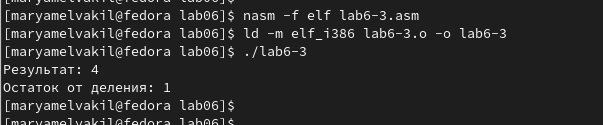 [maryamelvakil@fedora lab06]$ nasm -f elf lab6-3.asm
[maryamelvakil@fedora lab06]$ ld -m elf_i386 lab6-3.o -o lab6-3
[maryamelvakil@fedora lab06]$ ./lab6-3
Результат: 4
Остаток от деления: 1
[maryamelvakil@fedora lab06]$
[maryamelvakil@fedora lab06]$